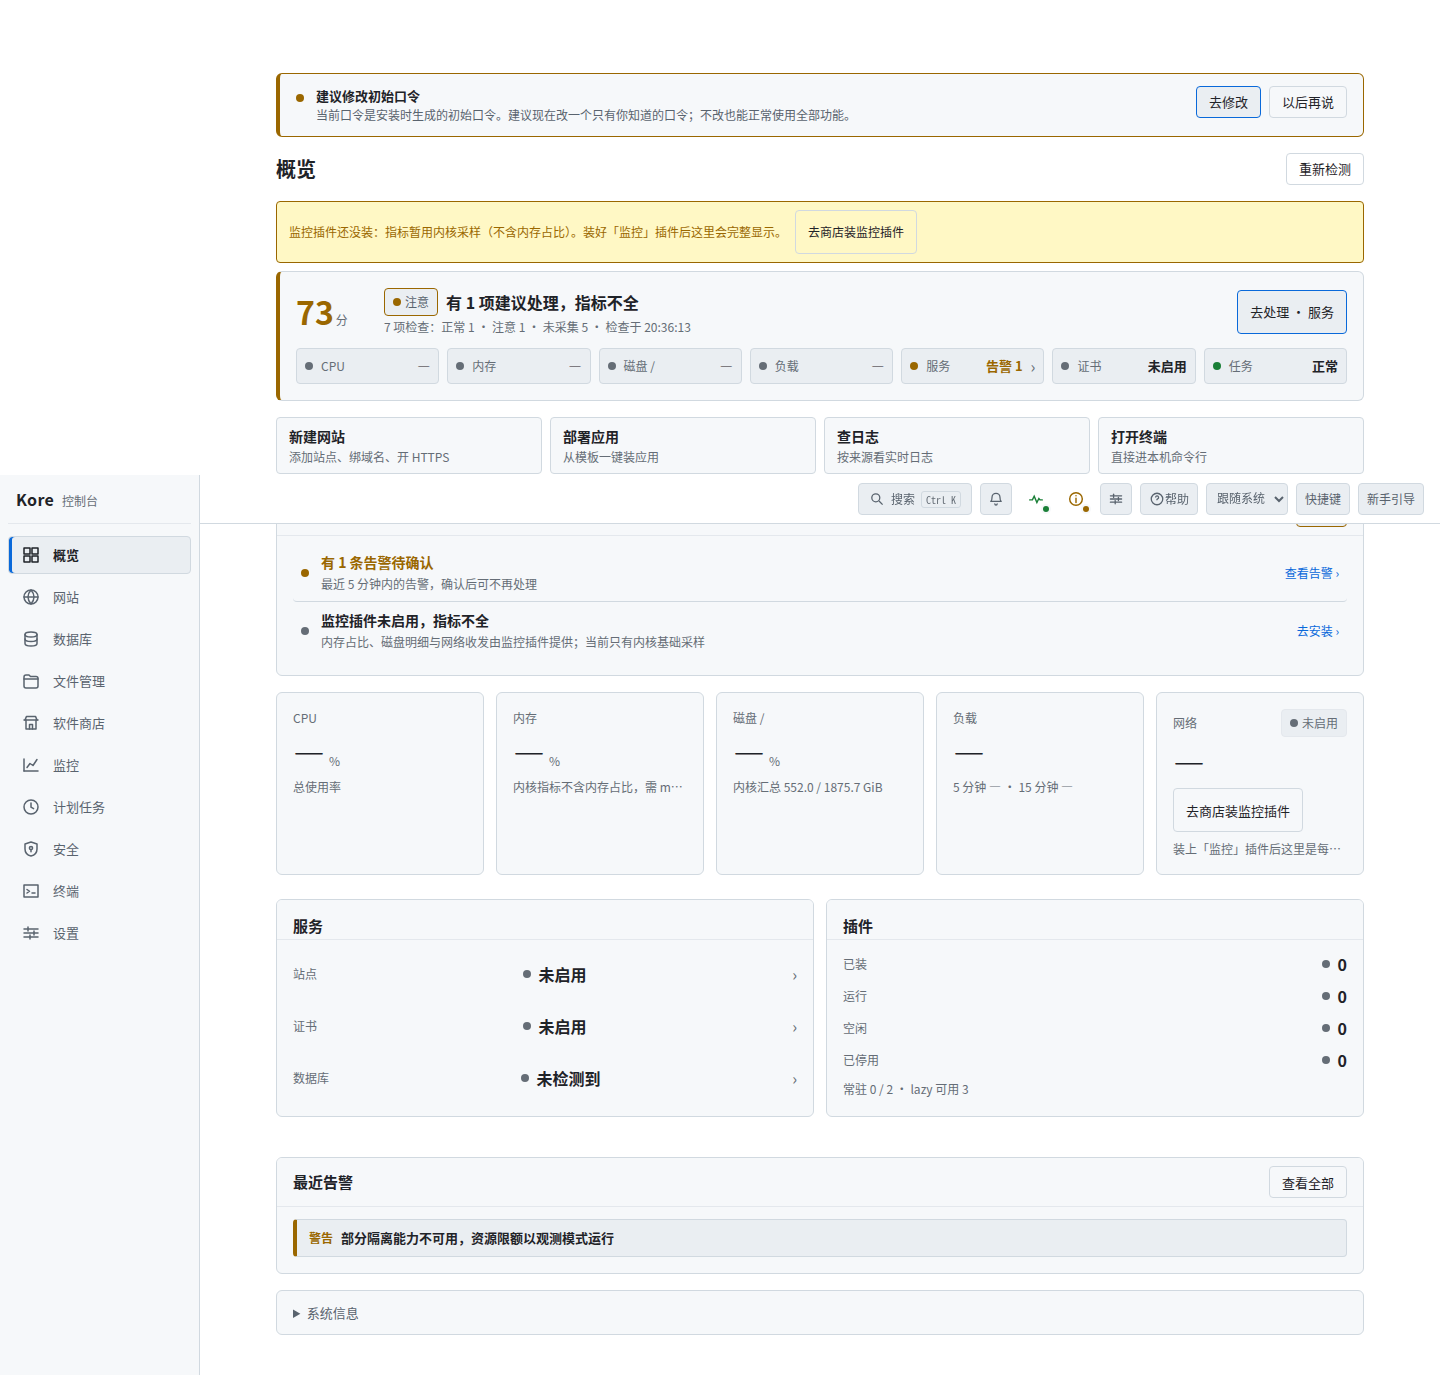 建议修改初始口令
当前口令是安装时生成的初始口令。建议现在改一个只有你知道的口令；不改也能正常使用全部功能。
去修改
以后再说
概览
重新检测
监控插件还没装：指标暂用内核采样（不含内存占比）。装好「监控」插件后这里会完整显示。
去商店装监控插件
73 分
注意
有 1 项建议处理，指标不全
7 项检查：正常 1 · 注意 1 · 未采集 5 · 检查于 20:36:13
去处理 · 服务
CPU —
内存 —
磁盘 / —
负载 —
服务 告警 1 ›
证书 未启用
任务 正常
新建网站
添加站点、绑域名、开 HTTPS
部署应用
从模板一键装应用
查日志
按来源看实时日志
打开终端
直接进本机命令行
Kore 控制台
搜索 Ctrl K
帮助
跟随系统
快捷键
新手引导
概览
网站
数据库
文件管理
软件商店
监控
计划任务
安全
终端
设置
有 1 条告警待确认
最近 5 分钟内的告警，确认后可不再处理
查看告警 ›
监控插件未启用，指标不全
内存占比、磁盘明细与网络收发由监控插件提供；当前只有内核基础采样
去安装 ›
CPU
— %
总使用率
内存
— %
内核指标不含内存占比，需 m…
磁盘 /
— %
内核汇总 552.0 / 1875.7 GiB
负载
—
5 分钟 — · 15 分钟 —
网络
未启用
—
去商店装监控插件
装上「监控」插件后这里是每…
服务
站点 未启用 ›
证书 未启用 ›
数据库 未检测到 ›
插件
已装 0
运行 0
空闲 0
已停用 0
常驻 0 / 2 · lazy 可用 3
最近告警
查看全部
警告 部分隔离能力不可用，资源限额以观测模式运行
▶ 系统信息